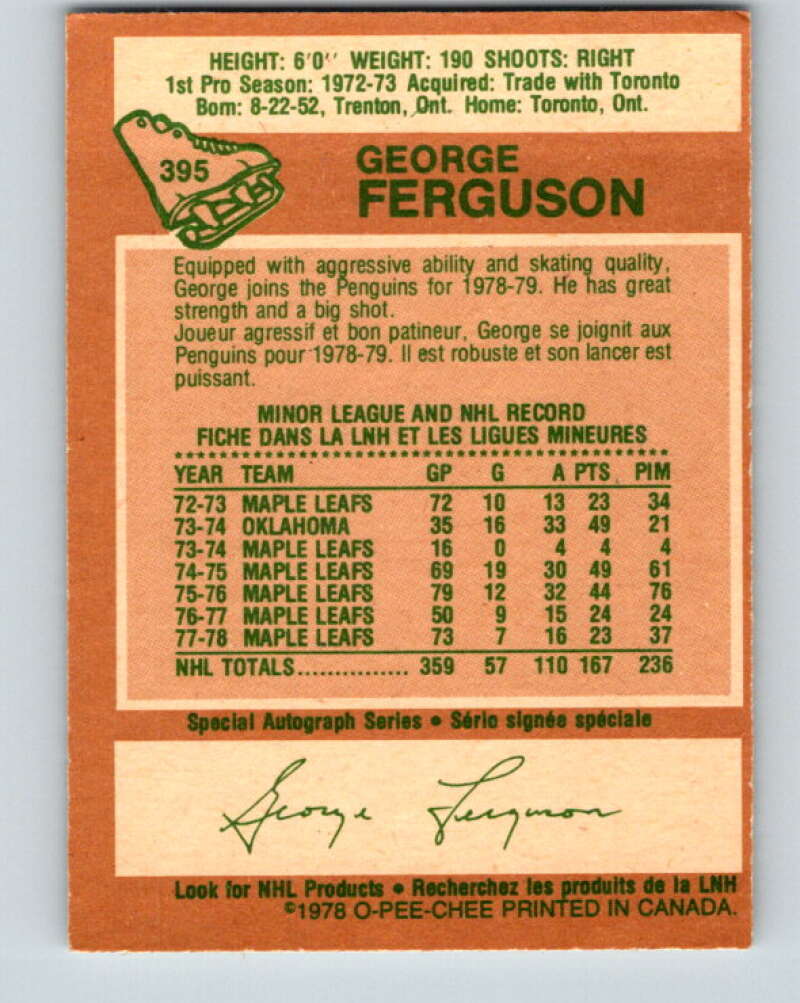 HEIGHT: 6'0'' WEIGHT: 190 SHOOTS: RIGHT
1st Pro Season: 1972-73 Acquired: Trade with Toronto
Born: 8-22-52, Trenton, Ont. Home: Toronto, Ont.
395
GEORGE
FERGUSON
Equipped with aggressive ability and skating quality,
George joins the Penguins for 1978-79. He has great
strength and a big shot.
Joueur agressif et bon patineur, George se joignit aux
Penguins pour 1978-79. Il est robuste et son lancer est
puissant.
MINOR LEAGUE AND NHL RECORD
FICHE DANS LA LNH ET LES LIGUES MINEURES
YEAR TEAM GP G A PTS PIM
72-73 MAPLE LEAFS 72 10 13 23 34
73-74 OKLAHOMA 35 16 33 49 21
73-74 MAPLE LEAFS 16 0 4 4 4
74-75 MAPLE LEAFS 69 19 30 49 61
75-76 MAPLE LEAFS 79 12 32 44 76
76-77 MAPLE LEAFS 50 9 15 24 24
77-78 MAPLE LEAFS 73 7 16 23 37
NHL TOTALS............... 359 57 110 167 236
Special Autograph Series • Série signée spéciale
George Ferguson
Look for NHL Products • Recherchez les produits de la LNH
©1978 O-PEE-CHEE PRINTED IN CANADA.